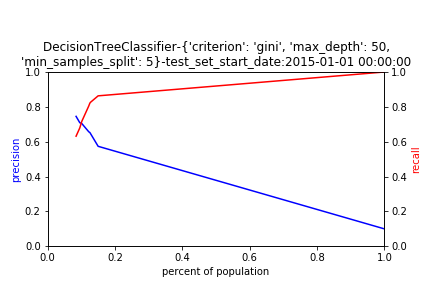 DecisionTreeClassifier-{'criterion': 'gini', 'max_depth': 50,
'min_samples_split': 5}-test_set_start_date:2015-01-01 00:00:00
1.0
0.8
0.6
0.4
0.2
0.0
precision
1.0
0.8
0.6
0.4
0.2
0.0
recall
0.0 0.2 0.4 0.6 0.8 1.0
percent of population